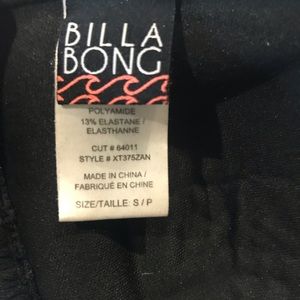 BILLA
BONG
POLYAMIDE
13% ELASTANE /
ELASTHANNE
CUT # 64011
STYLE # XT375ZAN
MADE IN CHINA /
FABRIQUÉ EN CHINE
SIZE/TAILLE: S / P